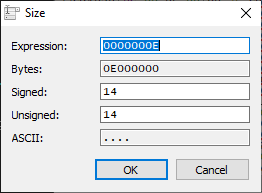 Size
Expression: 0000000E
Bytes: 0E000000
Signed: 14
Unsigned: 14
ASCII: ....
OK Cancel